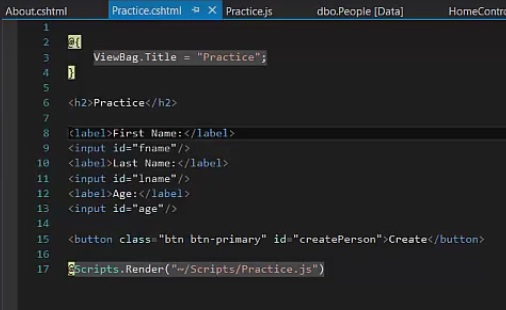 About.cshtml Practice.cshtml Practice.js dbo.People [Data] HomeContro
1
2 @{
3 ViewBag.Title = "Practice";
4 }
5
6 <h2>Practice</h2>
7
8 <label>First Name:</label>
9 <input id="fname"/>
10 <label>Last Name:</label>
11 <input id="lname"/>
12 <label>Age:</label>
13 <input id="age"/>
14
15 <button class="btn btn-primary" id="createPerson">Create</button>
16
17 @Scripts.Render("~/Scripts/Practice.js")